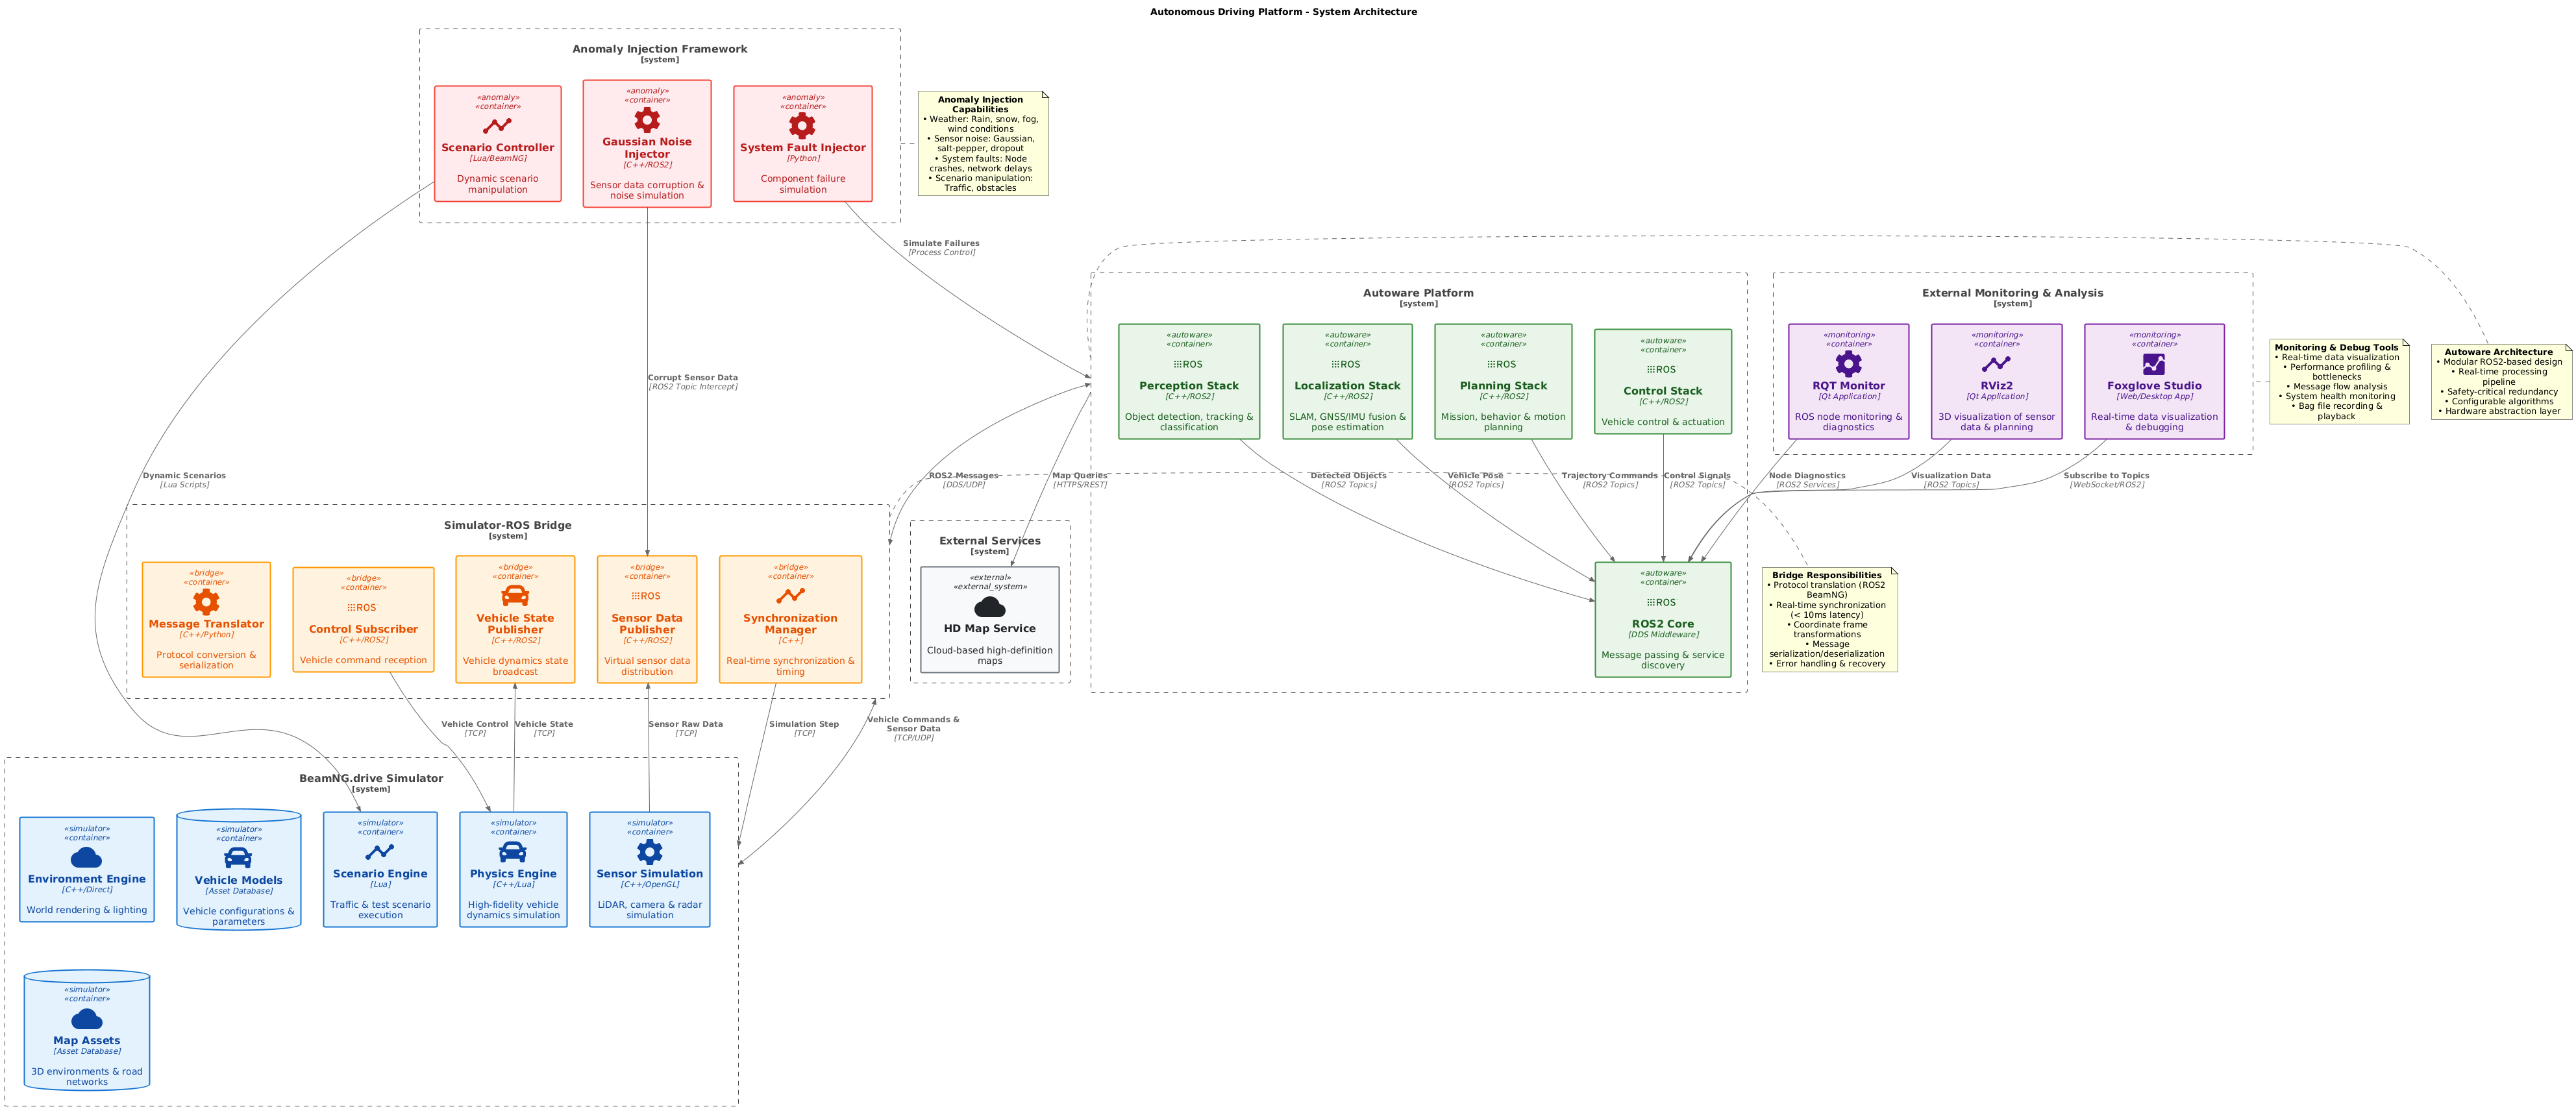 Autonomous Driving Platform - System Architecture
Anomaly Injection Framework
[system]
«anomaly»
«container»
Scenario Controller
[Lua/BeamNG]
Dynamic scenario
manipulation
«anomaly»
«container»
Gaussian Noise
Injector
[C++/ROS2]
Sensor data corruption &
noise simulation
«anomaly»
«container»
System Fault Injector
[Python]
Component failure
simulation
Anomaly Injection
Capabilities
• Weather: Rain, snow, fog,
wind conditions
• Sensor noise: Gaussian,
salt-pepper, dropout
• System faults: Node
crashes, network delays
• Scenario manipulation:
Traffic, obstacles
Simulate Failures
[Process Control]
Corrupt Sensor Data
[ROS2 Topic Intercept]
Dynamic Scenarios
[Lua Scripts]
Autoware Platform
[system]
«autoware»
«container»
ROS
Perception Stack
[C++/ROS2]
Object detection, tracking &
classification
«autoware»
«container»
ROS
Localization Stack
[C++/ROS2]
SLAM, GNSS/IMU fusion &
pose estimation
«autoware»
«container»
ROS
Planning Stack
[C++/ROS2]
Mission, behavior & motion
planning
«autoware»
«container»
ROS
Control Stack
[C++/ROS2]
Vehicle control & actuation
External Monitoring & Analysis
[system]
«monitoring»
«container»
RQT Monitor
[Qt Application]
ROS node monitoring &
diagnostics
«monitoring»
«container»
RViz2
[Qt Application]
3D visualization of sensor
data & planning
«monitoring»
«container»
Foxglove Studio
[Web/Desktop App]
Real-time data visualization
& debugging
Monitoring & Debug Tools
• Real-time data visualization
• Performance profiling &
bottlenecks
• Message flow analysis
• System health monitoring
• Bag file recording &
playback
Autoware Architecture
• Modular ROS2-based design
• Real-time processing
pipeline
• Safety-critical redundancy
• Configurable algorithms
• Hardware abstraction layer
ROS2 Messages
[DDS/UDP]
Map Queries
[HTTPS/REST]
Detected Objects
[ROS2 Topics]
Vehicle Pose
[ROS2 Topics]
Trajectory Commands
[ROS2 Topics]
Control Signals
[ROS2 Topics]
Node Diagnostics
[ROS2 Services]
Visualization Data
[ROS2 Topics]
Subscribe to Topics
[WebSocket/ROS2]
Simulator-ROS Bridge
[system]
«bridge»
«container»
Message Translator
[C++/Python]
Protocol conversion &
serialization
«bridge»
«container»
ROS
Control Subscriber
[C++/ROS2]
Vehicle command reception
«bridge»
«container»
Vehicle State
Publisher
[C++/ROS2]
Vehicle dynamics state
broadcast
«bridge»
«container»
ROS
Sensor Data
Publisher
[C++/ROS2]
Virtual sensor data
distribution
«bridge»
«container»
Synchronization
Manager
[C++]
Real-time synchronization &
timing
External Services
[system]
«external»
«external_system»
HD Map Service
Cloud-based high-definition
maps
«autoware»
«container»
ROS
ROS2 Core
[DDS Middleware]
Message passing & service
discovery
Bridge Responsibilities
• Protocol translation (ROS2
BeamNG)
• Real-time synchronization
(< 10ms latency)
• Coordinate frame
transformations
• Message
serialization/deserialization
• Error handling & recovery
Vehicle Control
[TCP]
Vehicle State
[TCP]
Sensor Raw Data
[TCP]
Simulation Step
[TCP]
Vehicle Commands &
Sensor Data
[TCP/UDP]
BeamNG.drive Simulator
[system]
«simulator»
«container»
Environment Engine
[C++/Direct]
World rendering & lighting
«simulator»
«container»
Vehicle Models
[Asset Database]
Vehicle configurations &
parameters
«simulator»
«container»
Scenario Engine
[Lua]
Traffic & test scenario
execution
«simulator»
«container»
Physics Engine
[C++/Lua]
High-fidelity vehicle
dynamics simulation
«simulator»
«container»
Sensor Simulation
[C++/OpenGL]
LiDAR, camera & radar
simulation
«simulator»
«container»
Map Assets
[Asset Database]
3D environments & road
networks